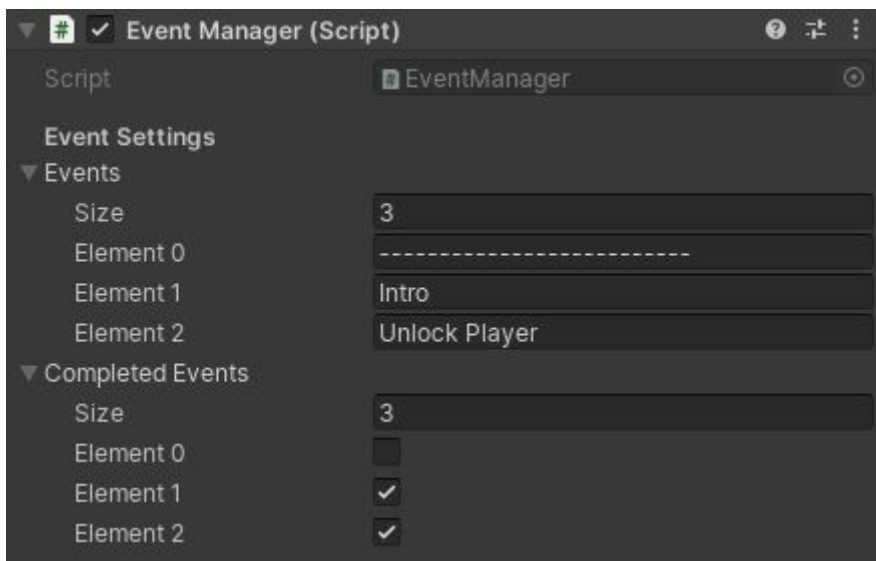 # Event Manager (Script)
Script # EventManager
Event Settings
Events
Size 3
Element 0 --------------------------
Element 1 Intro
Element 2 Unlock Player
Completed Events
Size 3
Element 0
Element 1
Element 2